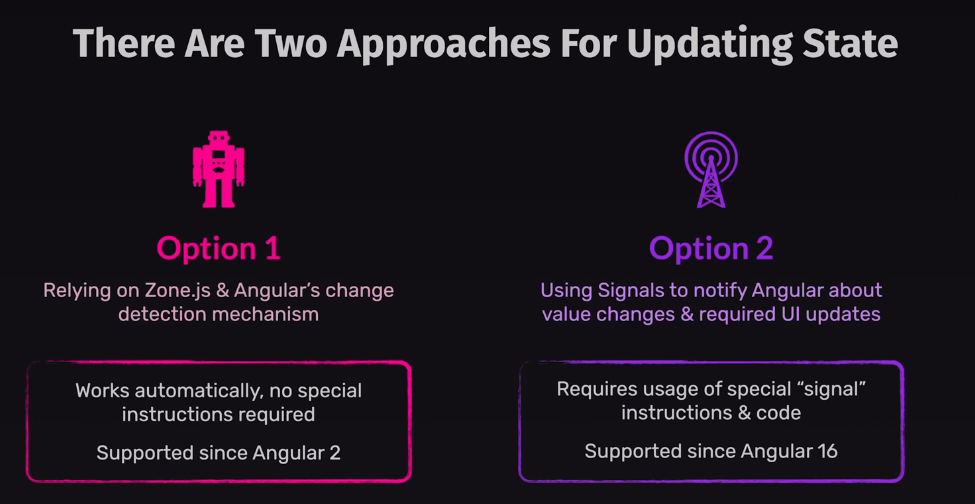 There Are Two Approaches For Updating State
Option 1
Relying on Zone.js & Angular's change
detection mechanism
Works automatically, no special
instructions required
Supported since Angular 2
Option 2
Using Signals to notify Angular about
value changes & required UI updates
Requires usage of special “signal”
instructions & code
Supported since Angular 16